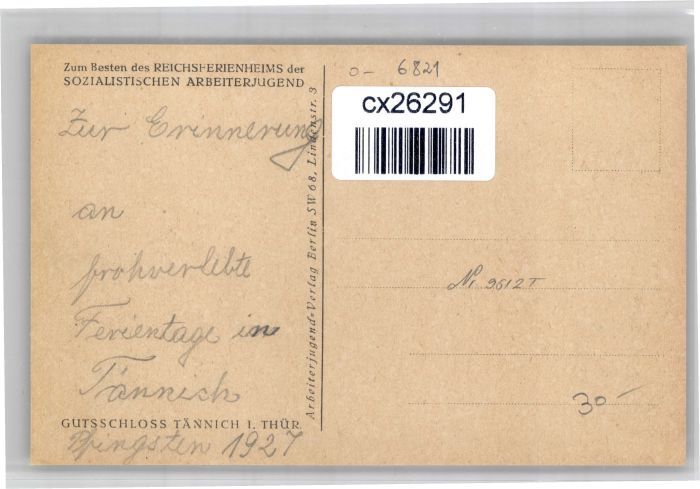 Zum Besten des REICHSFERIENHEIMS der
SOZIALISTISCHEN ARBEITERJUGEND
Zur Erinnerung
an
frohverlebte
Ferientage in
Tännich
GUTSSCHLOSS TÄNNICH I. THÜR.
Pfingsten 1927
Arbeiterjugend-Verlag Berlin SW 68, Lindenstr. 3
0- 6821
cx26291
30-